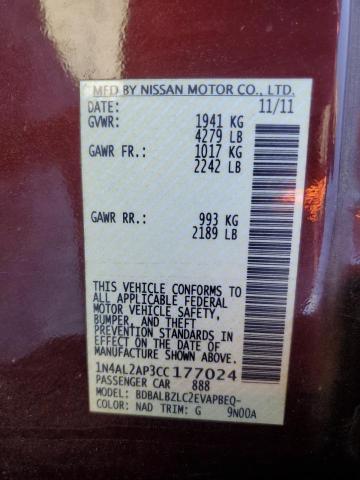 MFD BY NISSAN MOTOR CO., LTD.
DATE: 11/11
GVWR: 1941 KG
4279 LB
GAWR FR.: 1017 KG
2242 LB
GAWR RR.: 993 KG
2189 LB
THIS VEHICLE CONFORMS TO
ALL APPLICABLE FEDERAL
MOTOR VEHICLE SAFETY,
BUMPER, AND THEFT
PREVENTION STANDARDS IN
EFFECT ON THE DATE OF
MANUFACTURE SHOWN ABOVE.
1N4AL2AP3CC177024
PASSENGER CAR 888
MODEL: BDBALBZLC2EVAPBEQ-
COLOR: NAD TRIM: G 9N00A